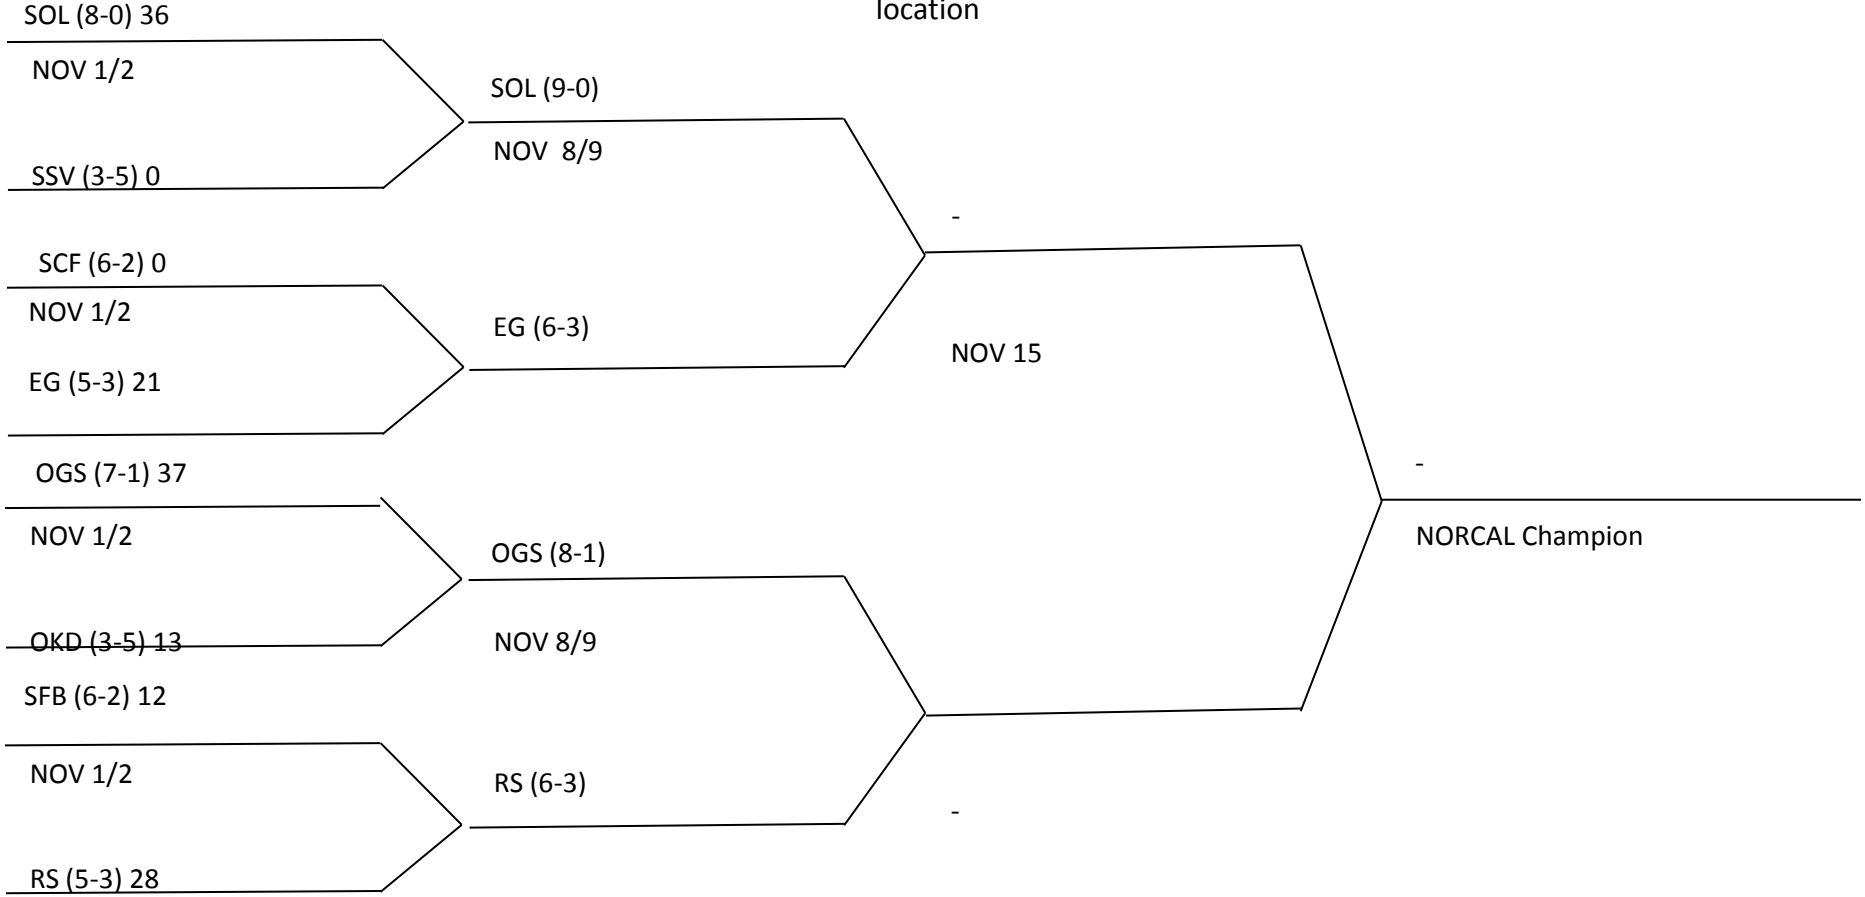 location
SOL (8-0) 36
NOV 1/2
SSV (3-5) 0
SCF (6-2) 0
NOV 1/2
EG (5-3) 21
OGS (7-1) 37
NOV 1/2
OKD (3-5) 13
SFB (6-2) 12
NOV 1/2
RS (5-3) 28
SOL (9-0)
NOV  8/9
EG (6-3)
OGS (8-1)
NOV 8/9
RS (6-3)
-
NOV 15
-
-
NORCAL Champion